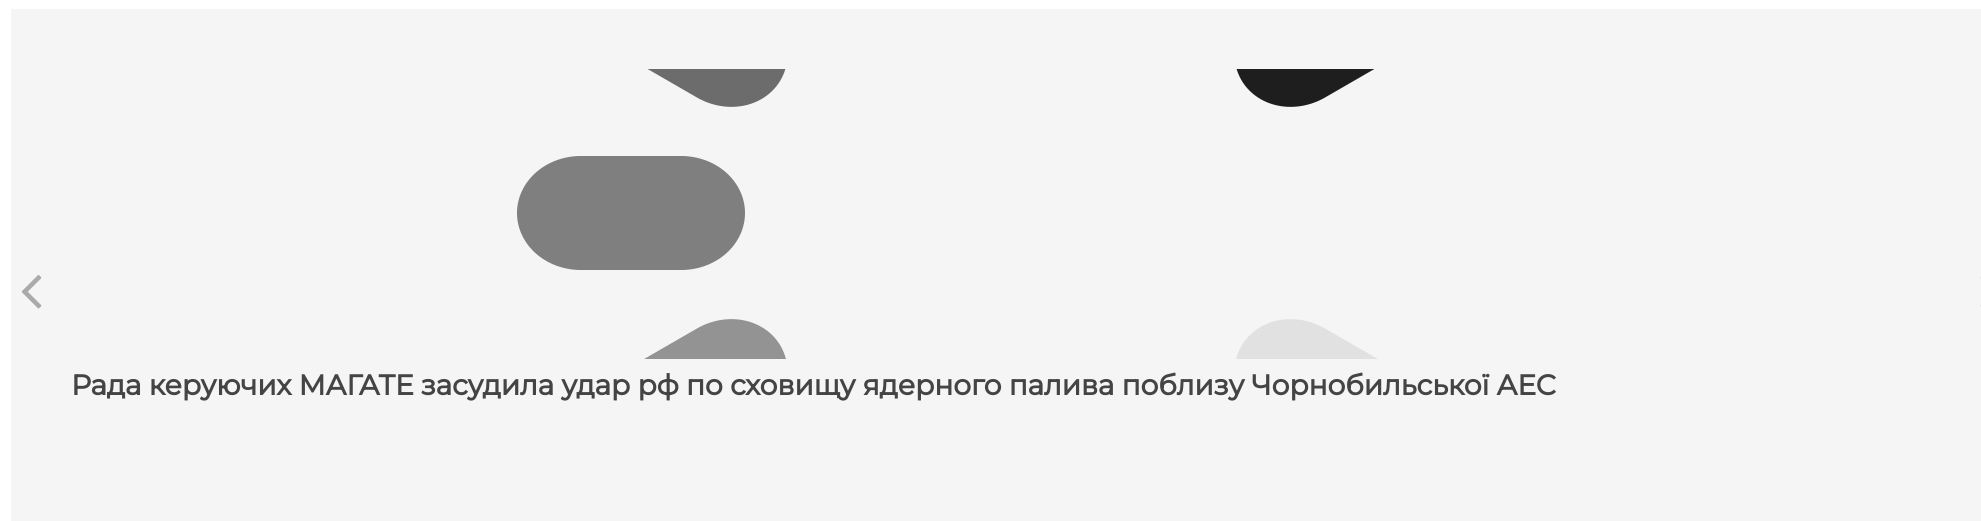 Рада керуючих МАГАТЕ засудила удар рф по сховищу ядерного палива поблизу Чорнобильської АЕС